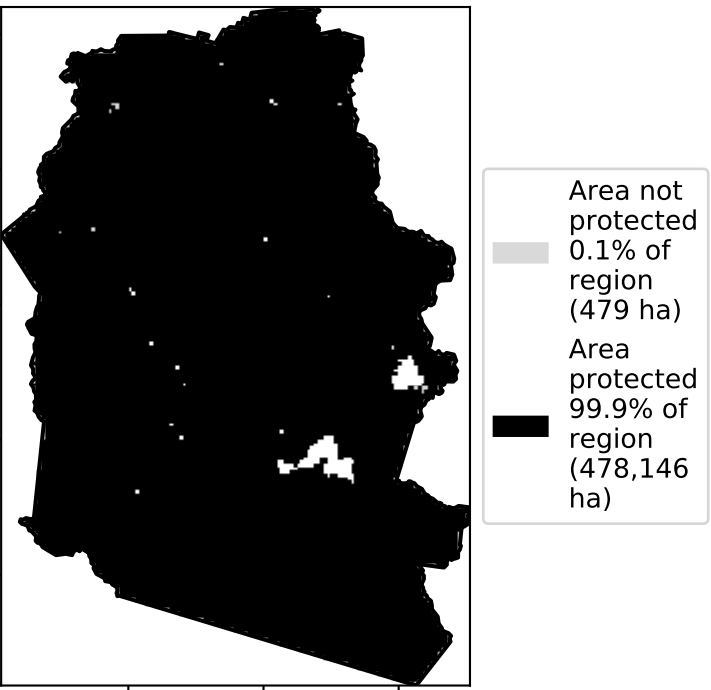 Area not
protected
0.1% of
region
(479 ha)
Area
protected
99.9% of
region
(478,146
ha)